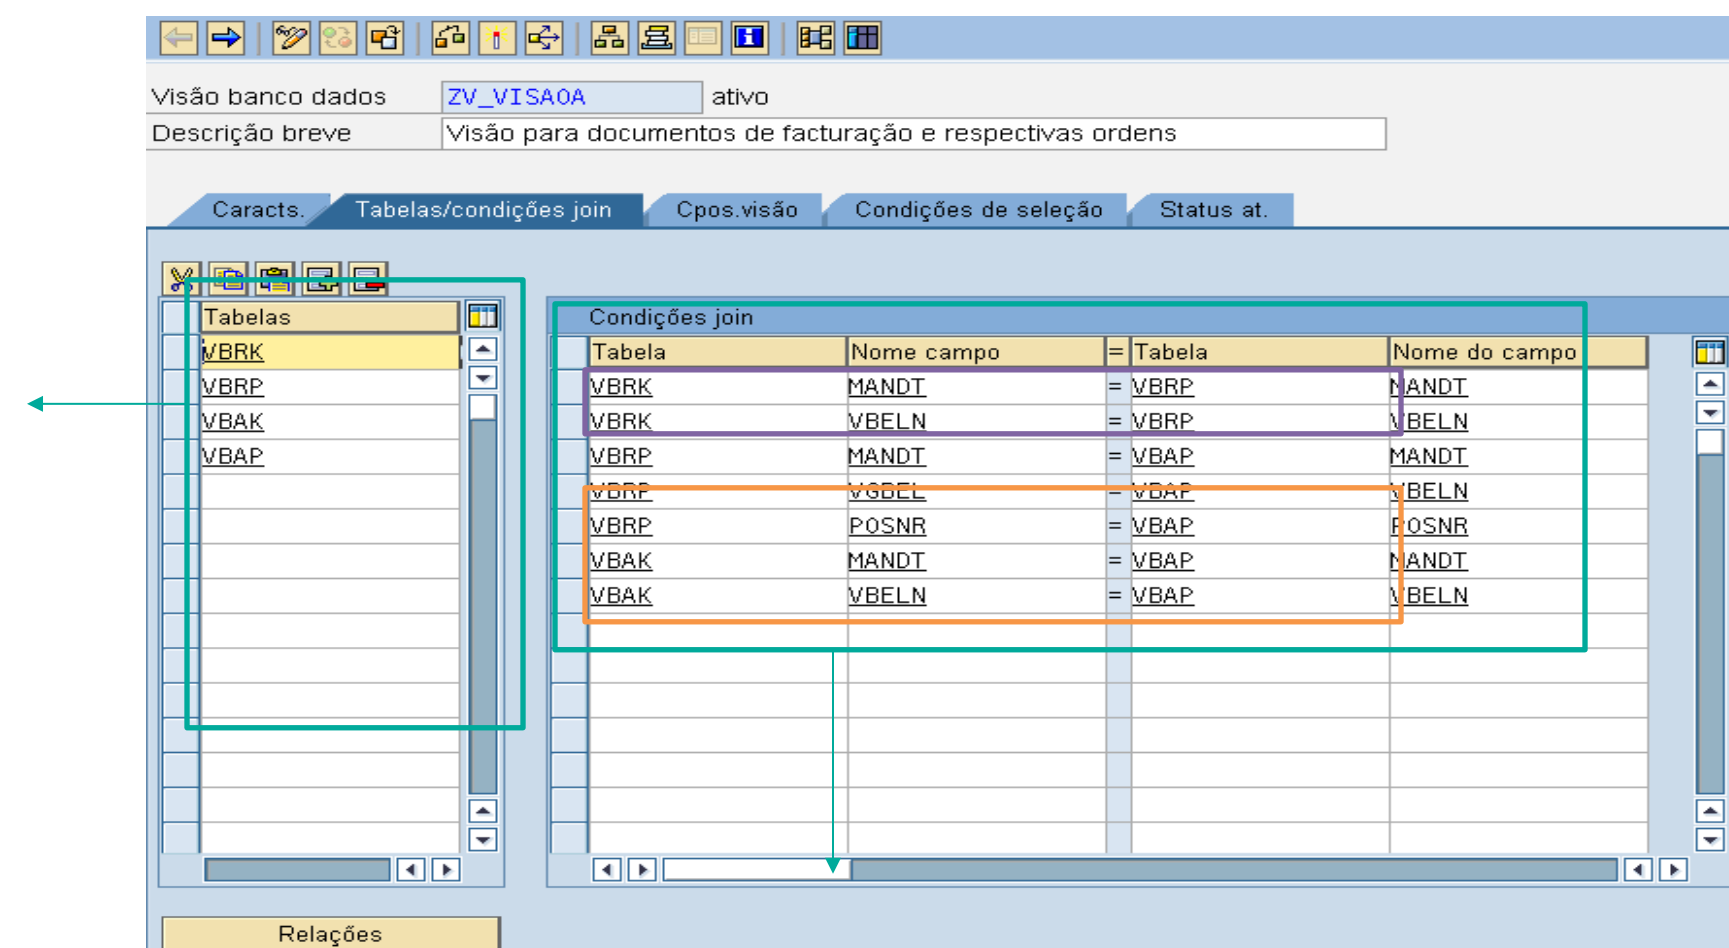 Visão banco dados ZV_VISAOA ativo
Descrição breve Visão para documentos de facturação e respectivas ordens
Caracts. Tabelas/condições join Cpos.visão Condições de seleção Status at.
Tabelas
VBRK
VBRP
VBAK
VBAP
Condições join
Tabela Nome campo = Tabela Nome do campo
VBRK MANDT = VBRP MANDT
VBRK VBELN = VBRP VBELN
VBRP MANDT = VBAP MANDT
VBRP VGBEL = VBAP VBELN
VBRP POSNR = VBAP POSNR
VBAK MANDT = VBAP MANDT
VBAK VBELN = VBAP VBELN
Relações